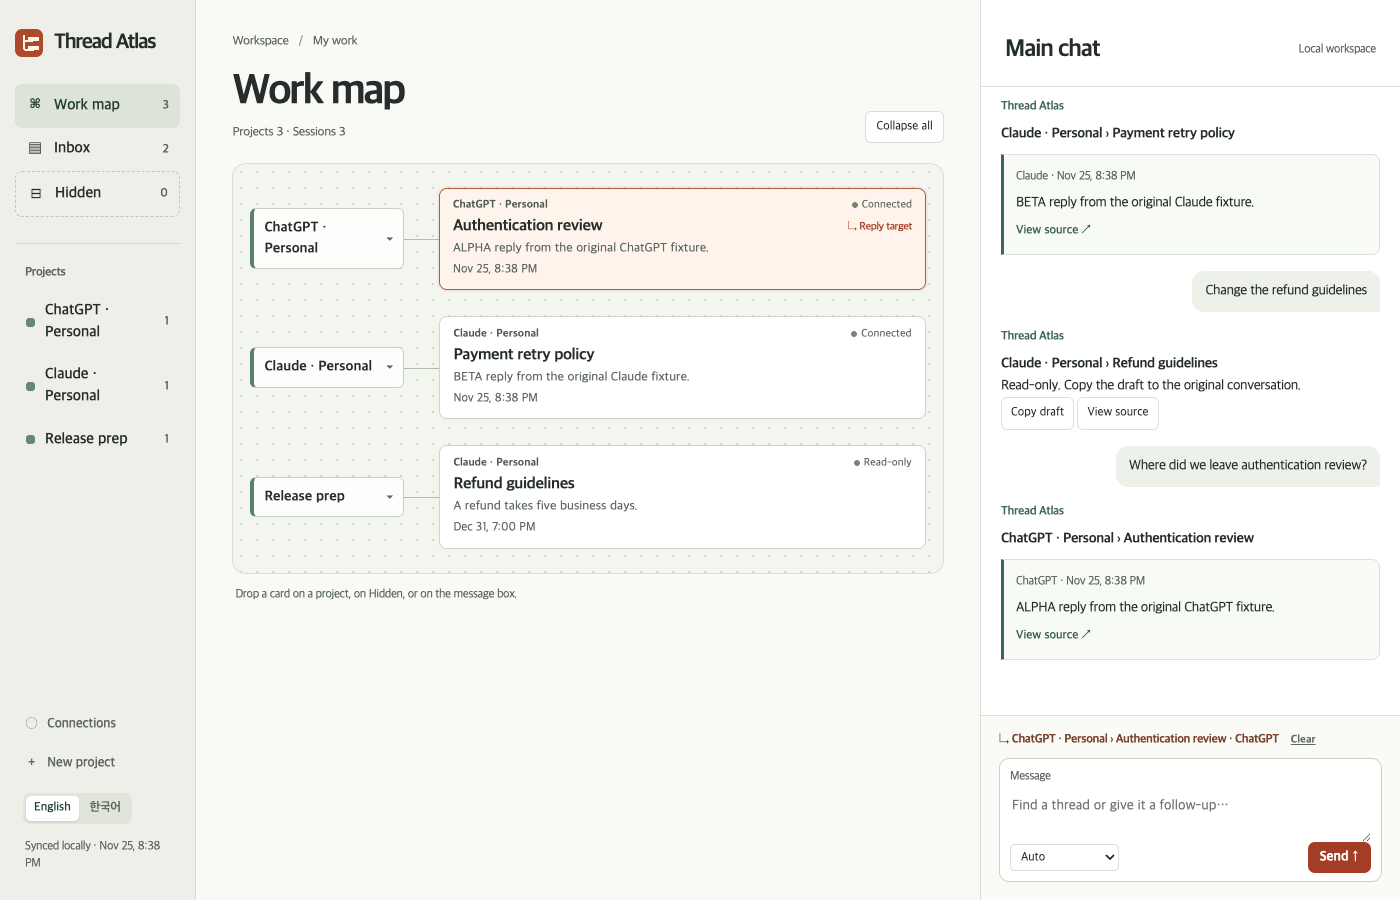 Thread Atlas
Work map 3
Inbox 2
Hidden 0
Projects
ChatGPT ·
Personal
1
Claude ·
Personal
1
Release prep 1
Connections
+ New project
English 한국어
Synced locally · Nov 25, 8:38
PM
Workspace / My work
Work map
Projects 3 · Sessions 3
Collapse all
ChatGPT ·
Personal
ChatGPT · Personal
Connected
Authentication review
Reply target
ALPHA reply from the original ChatGPT fixture.
Nov 25, 8:38 PM
Claude · Personal
Claude · Personal
Connected
Payment retry policy
BETA reply from the original Claude fixture.
Nov 25, 8:38 PM
Release prep
Claude · Personal
Read-only
Refund guidelines
A refund takes five business days.
Dec 31, 7:00 PM
Drop a card on a project, on Hidden, or on the message box.
Main chat
Local workspace
Thread Atlas
Claude · Personal › Payment retry policy
Claude · Nov 25, 8:38 PM
BETA reply from the original Claude fixture.
View source ↗
Change the refund guidelines
Thread Atlas
Claude · Personal › Refund guidelines
Read-only. Copy the draft to the original conversation.
Copy draft View source
Where did we leave authentication review?
Thread Atlas
ChatGPT · Personal › Authentication review
ChatGPT · Nov 25, 8:38 PM
ALPHA reply from the original ChatGPT fixture.
View source ↗
ChatGPT · Personal › Authentication review · ChatGPT Clear
Message
Find a thread or give it a follow-up…
Auto
Send ↑